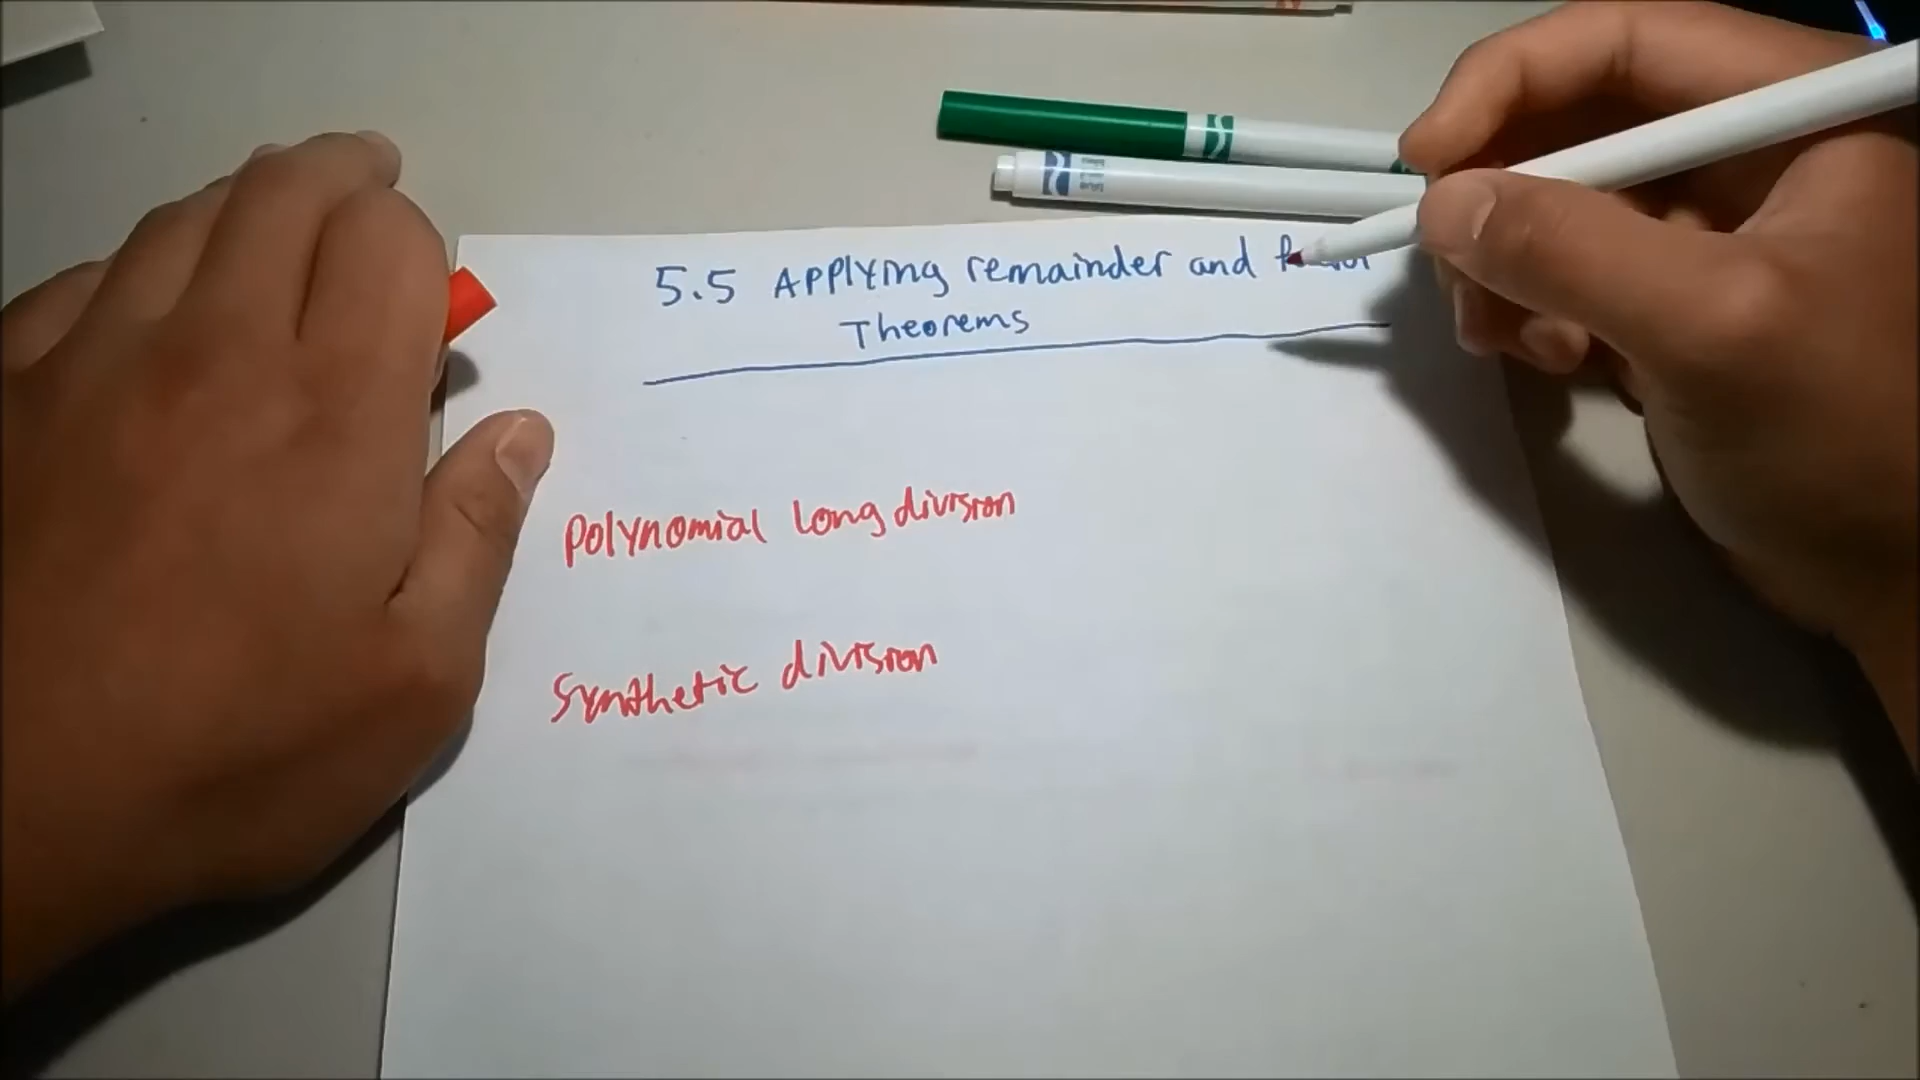 5.5 Applying remainder and
Theorems
Polynomial Long division
Synthetic division